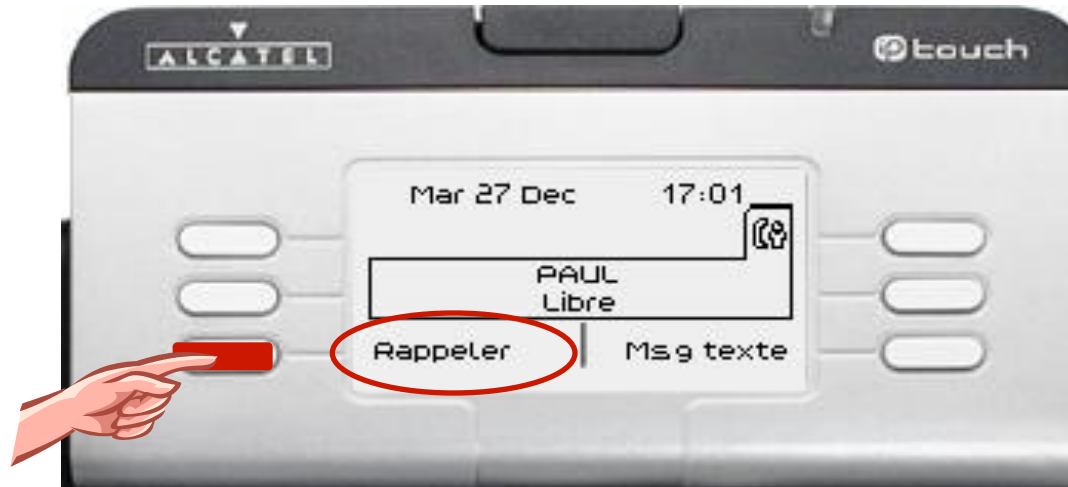 ALCATEL
touch
Mar 27 Dec 17:01
PAUL
Libre
Rappeler Msg texte